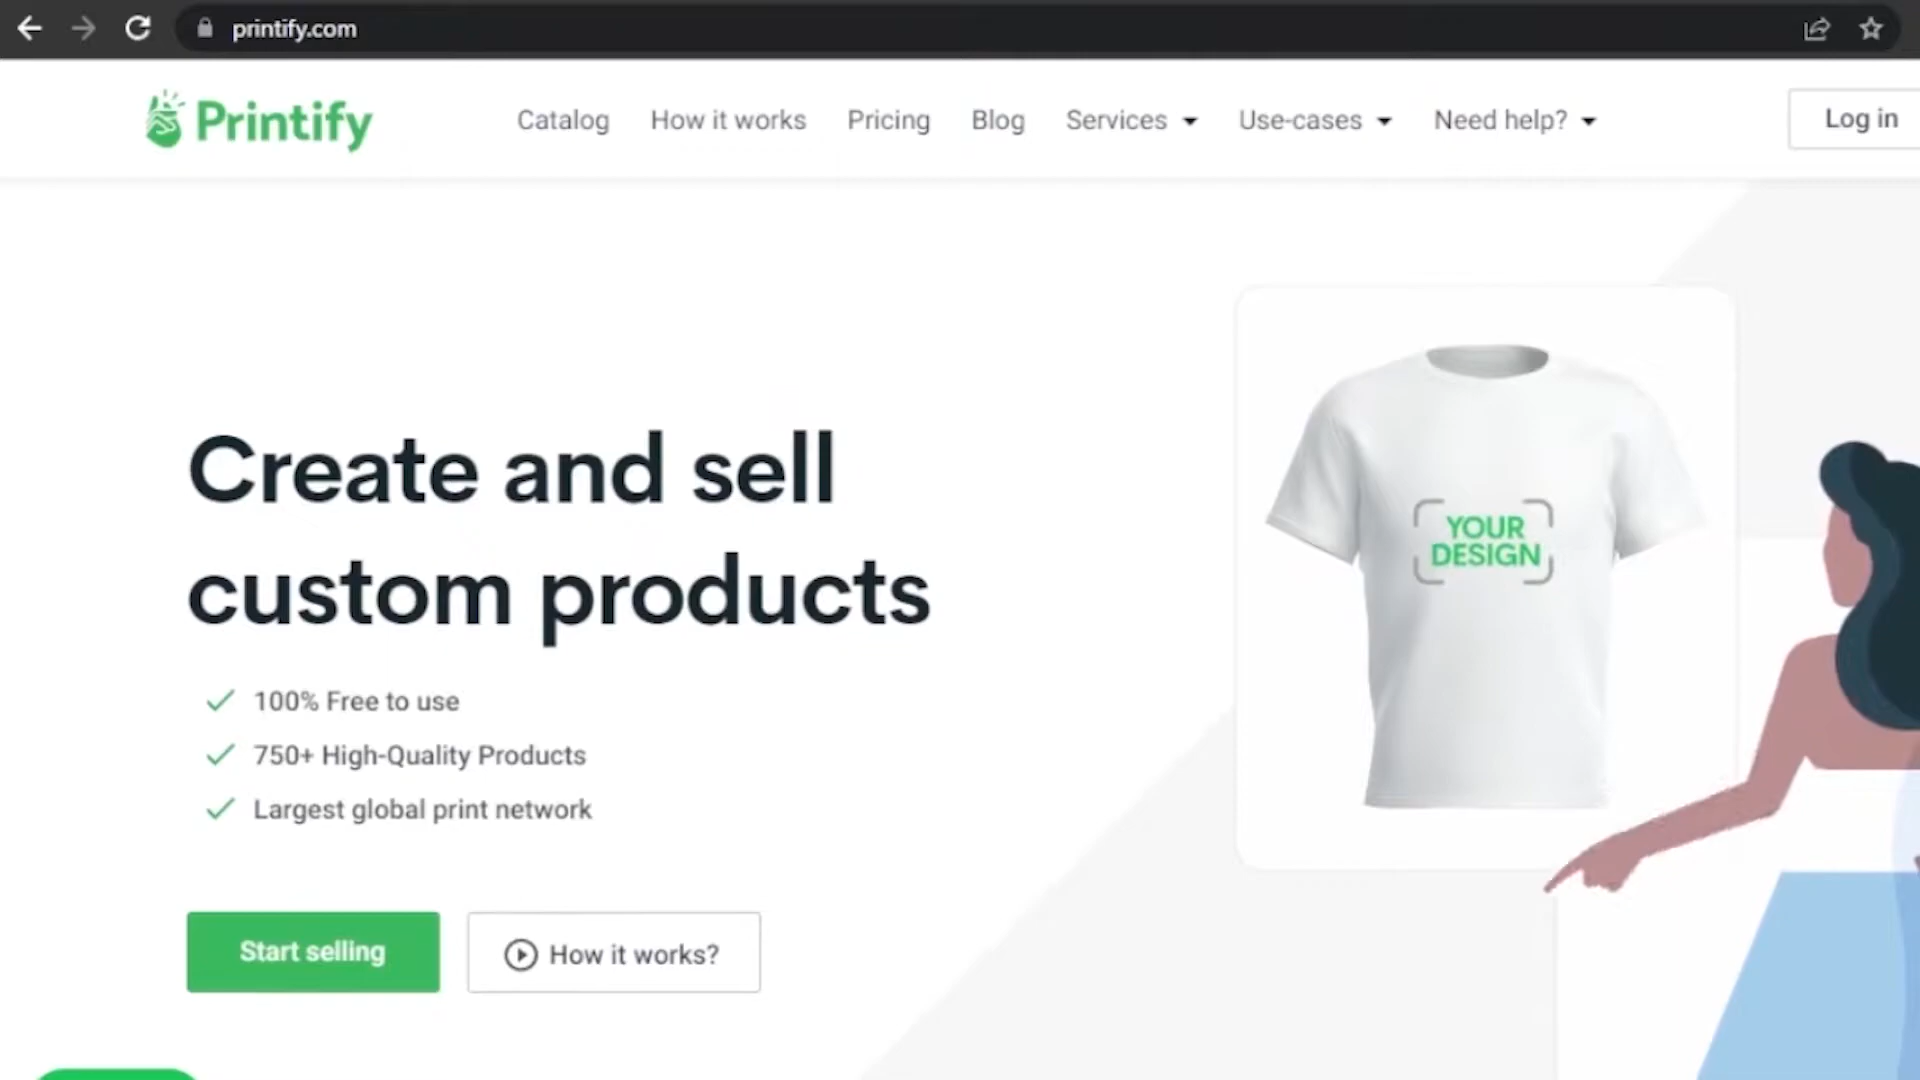 printify.com
Printify
Catalog How it works Pricing Blog Services Use-cases Need help? Log in
Create and sell
custom products
100% Free to use
750+ High-Quality Products
Largest global print network
Start selling How it works?
YOUR
DESIGN